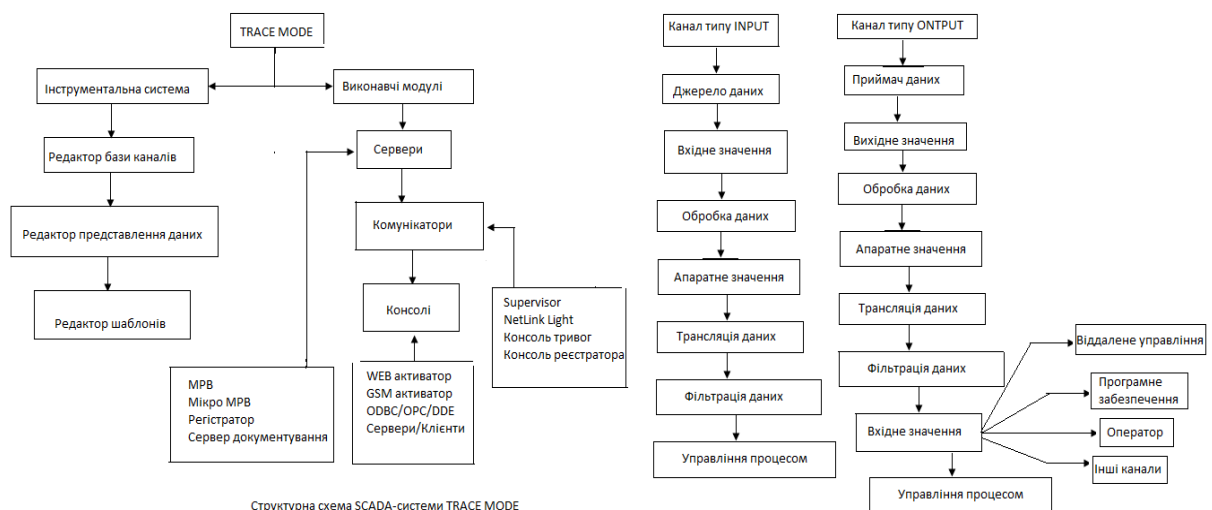 TRACE MODE
Інструментальна система
Виконавчі модулі
Редактор бази каналів
Сервери
Редактор представлення даних
Комунікатори
Редактор шаблонів
Консолі
Supervisor
NetLink Light
Консоль тривог
Консоль реєстратора
МРВ
Мікро МРВ
Регістратор
Сервер документування
WEB активатор
GSM активатор
ODBC/OPC/DDE
Сервери/Клієнти
Структурна схема SCADA-системи TRACE MODE
Канал типу INPUT
Джерело даних
Вхідне значення
Обробка даних
Апаратне значення
Трансляція даних
Фільтрація даних
Управління процесом
Канал типу ONTPUT
Приймач даних
Вихідне значення
Обробка даних
Апаратне значення
Трансляція даних
Фільтрація даних
Вхідне значення
Управління процесом
Віддалене управління
Програмне
забезпечення
Оператор
Інші канали